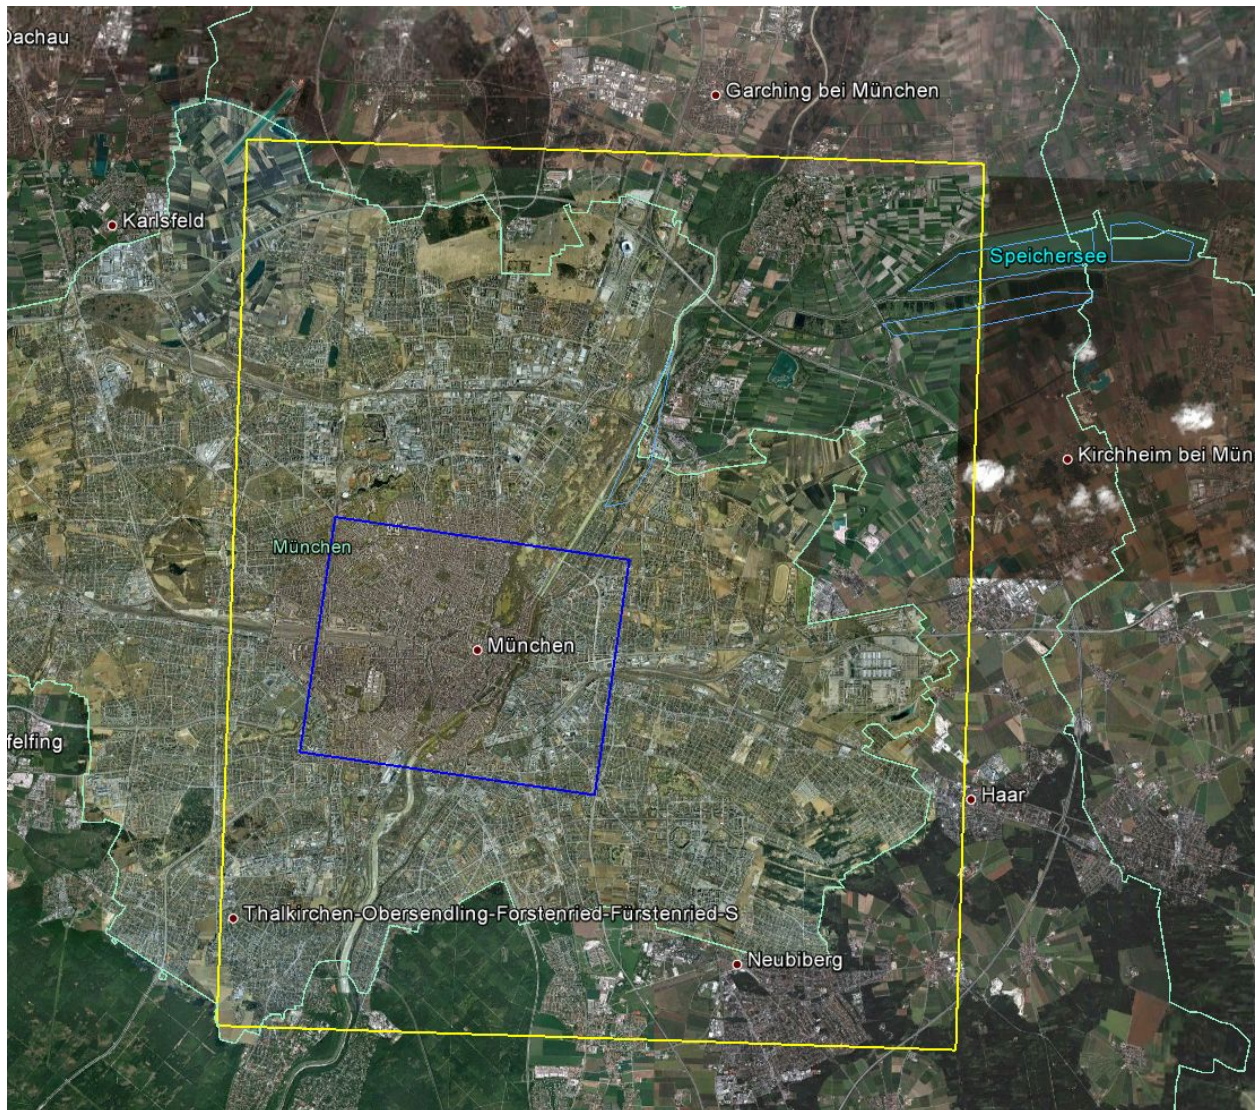 Dachau
Garching bei München
Karlsfeld
Speichersee
Kirchheim bei Mün
München
München
felfing
Haar
Thalkirchen-Obersendling-Forstenried-Fürstenried-S
Neubiberg